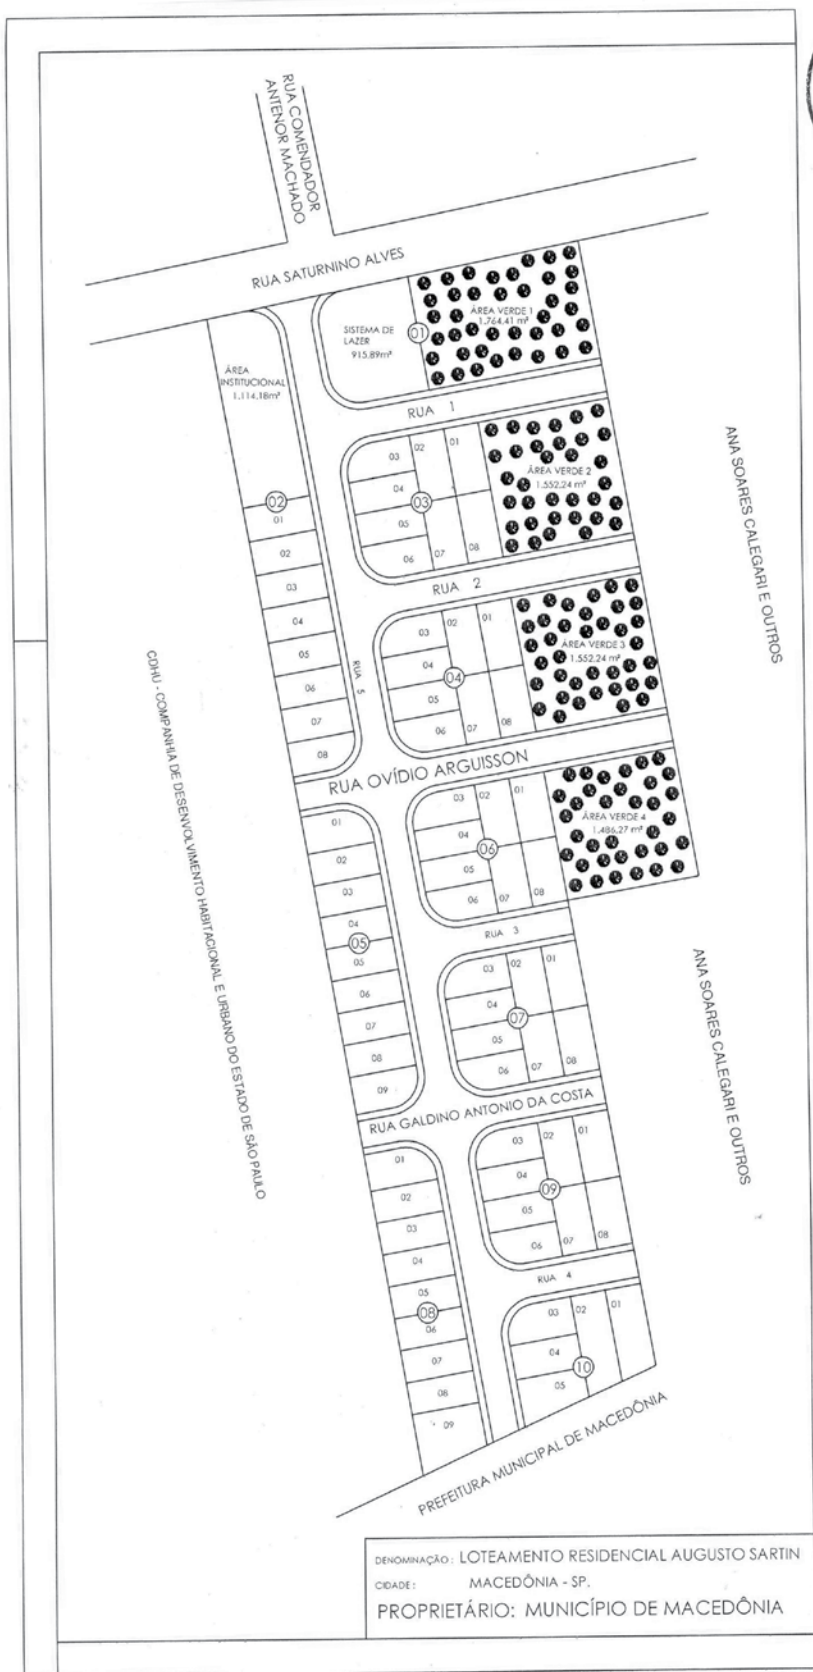 RUA COMENDADOR
ANTENOR MACHADO
RUA SATURNINO ALVES
SISTEMA DE
LAZER
915.89m²
01
ÁREA VERDE 1
1.764.41 m²
ÁREA
INSTITUCIONAL
1.114.18m²
RUA 1
03
02
01
04
03
05
06
07
08
ÁREA VERDE 2
1.552.24 m²
02
01
02
03
04
05
06
07
08
RUA 2
03
02
01
04
04
05
06
07
08
ÁREA VERDE 3
1.552.24 m²
RUA 5
RUA OVÍDIO ARGUISSON
03
02
01
04
06
05
06
07
08
ÁREA VERDE 4
1.486.27 m²
01
02
03
04
05
05
06
07
08
09
RUA 3
03
02
01
04
07
05
06
07
08
RUA GALDINO ANTONIO DA COSTA
03
02
01
04
09
05
06
07
08
01
02
03
04
05
08
06
07
08
09
RUA 4
03
02
01
04
10
05
PREFEITURA MUNICIPAL DE MACEDÔNIA
CDHU - COMPANHIA DE DESENVOLVIMENTO HABITACIONAL E URBANO DO ESTADO DE SÃO PAULO
ANA SOARES CALEGARI E OUTROS
ANA SOARES CALEGARI E OUTROS
DENOMINAÇÃO: LOTEAMENTO RESIDENCIAL AUGUSTO SARTIN
CIDADE: MACEDÔNIA - SP.
PROPRIETÁRIO: MUNICÍPIO DE MACEDÔNIA